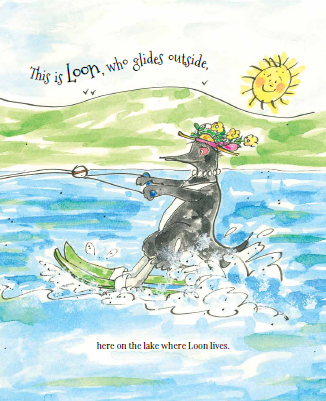 This is Loon, who glides outside,
here on the lake where Loon lives.